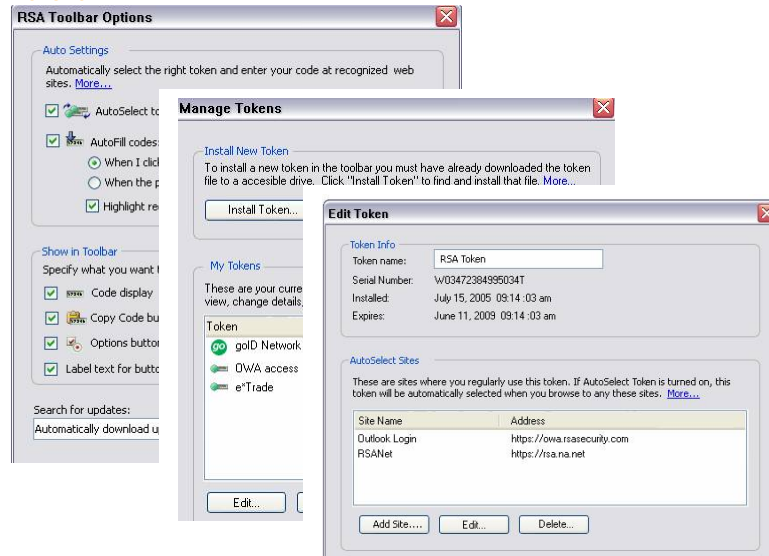 RSA Toolbar Options
Auto Settings
Automatically select the right token and enter your code at recognized web
sites. More...
AutoSelect to
AutoFill codes:
When I clic
When the p
Highlight re
Show in Toolbar
Specify what you want
Code display
Copy Code bu
Options button
Label text for butto
Search for updates:
Automatically download u
Manage Tokens
Install New Token
To install a new token in the toolbar you must have already downloaded the token
file to a accesible drive. Click "Install Token" to find and install that file. More...
Install Token...
My Tokens
These are your curre
view, change details,
Token
go
goID Network
OWA access
e*Trade
Edit...
Edit Token
Token Info
Token name:
RSA Token
Serial Number:
W03472384995034T
Installed:
July 15, 2005 09:14 :03 am
Expires:
June 11, 2009 09:14 :03 am
AutoSelect Sites
These are sites where you regularly use this token. If AutoSelect Token is turned on, this
token will be automatically selected when you browse to any these sites. More...
Site Name Address
Outlook Login https://owa.rsasecurity.com
RSANet https://rsa.na.net
Add Site.... Edit... Delete...